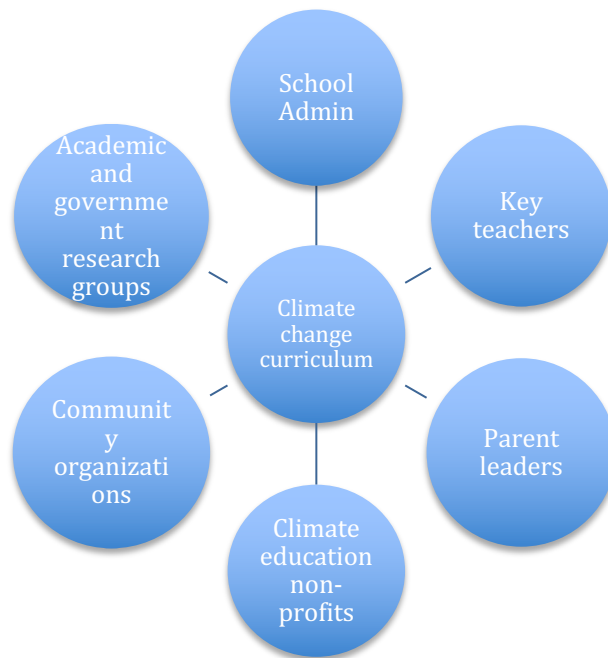 School
Admin
Academic
and
governme
nt
research
groups
Key
teachers
Climate
change
curriculum
Communit
y
organizati
ons
Parent
leaders
Climate
education
non-
profits